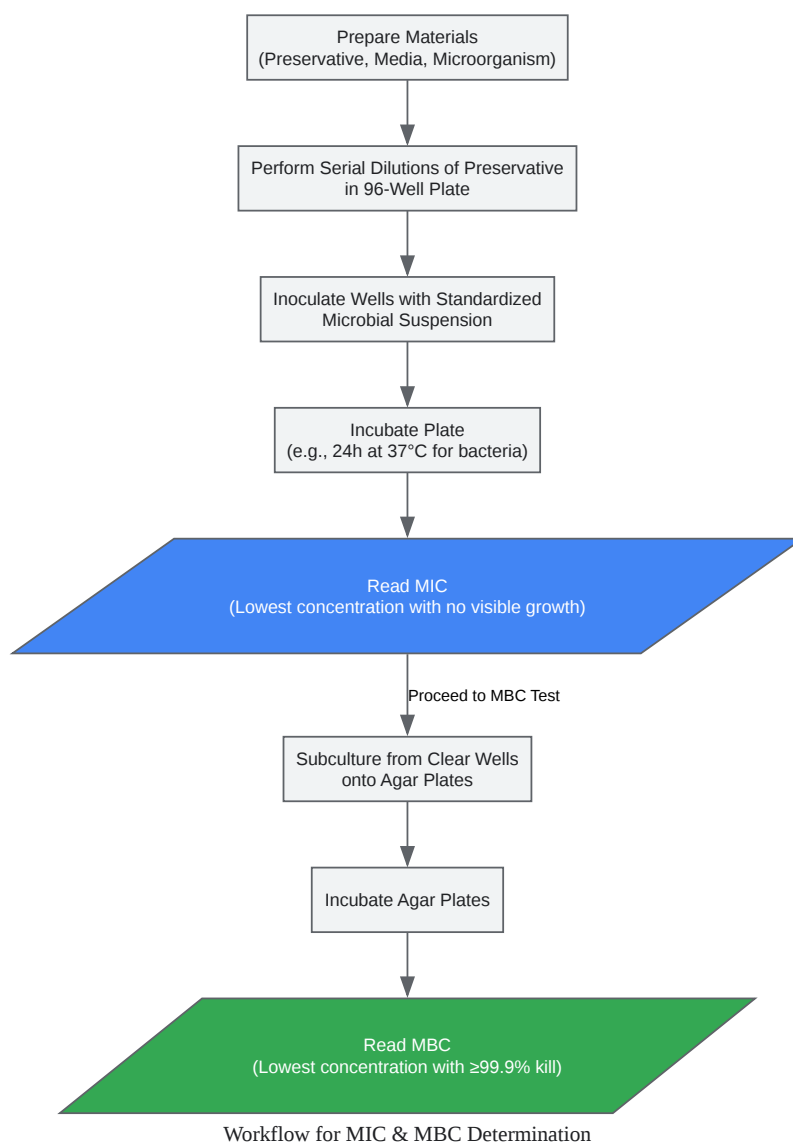 Prepare Materials
(Preservative, Media, Microorganism)
Perform Serial Dilutions of Preservative
in 96-Well Plate
Inoculate Wells with Standardized
Microbial Suspension
Incubate Plate
(e.g., 24h at 37°C for bacteria)
Read MIC
(Lowest concentration with no visible growth)
Proceed to MBC Test
Subculture from Clear Wells
onto Agar Plates
Incubate Agar Plates
Read MBC
(Lowest concentration with ≥99.9% kill)
Workflow for MIC & MBC Determination